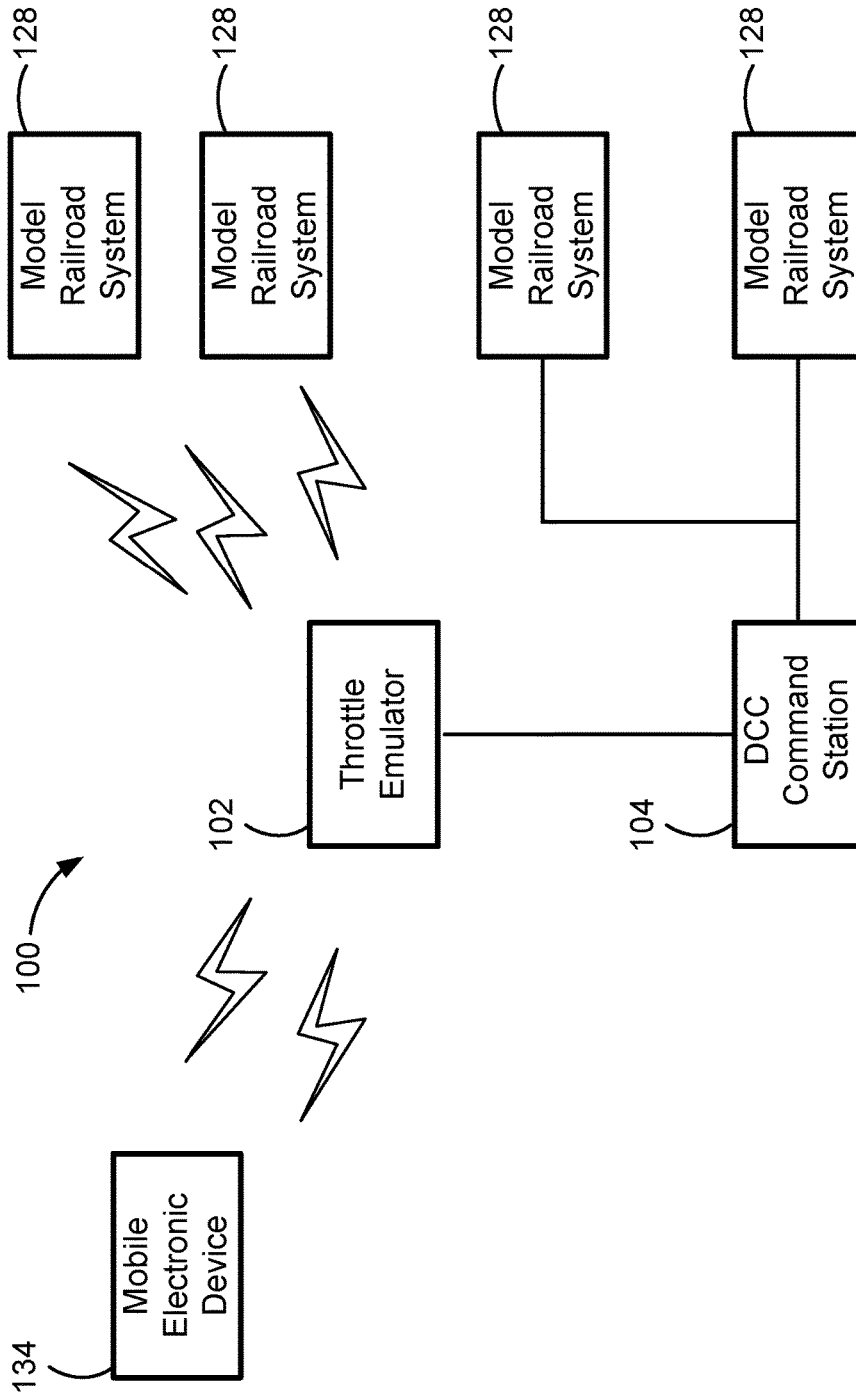 100
134
Mobile
Electronic
Device
102
Throttle
Emulator
104
DCC
Command
Station
128
Model
Railroad
System
128
Model
Railroad
System
128
Model
Railroad
System
128
Model
Railroad
System